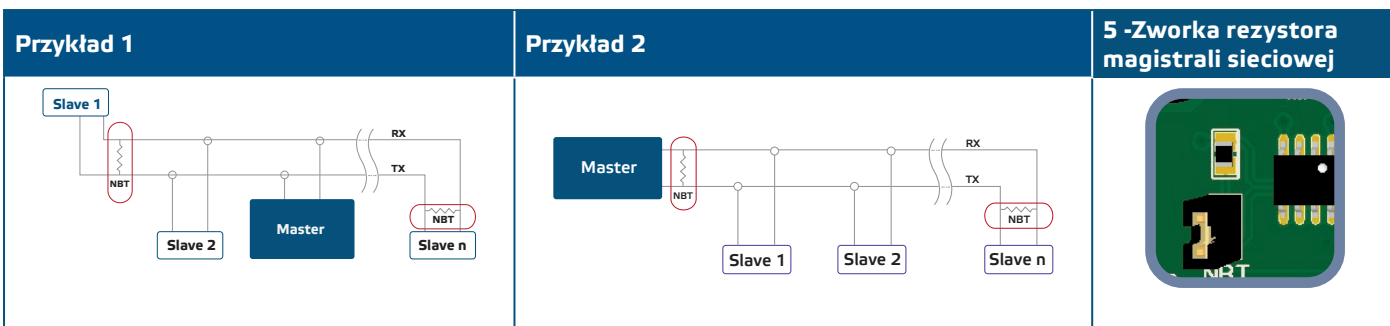 Przykład 1
Slave 1
RX
TX
NBT
Slave 2
Master
NBT
Slave n
Przykład 2
Master
RX
TX
NBT
NBT
Slave 1
Slave 2
Slave n
5 -Zworka rezystora
magistrali sieciowej
NBT